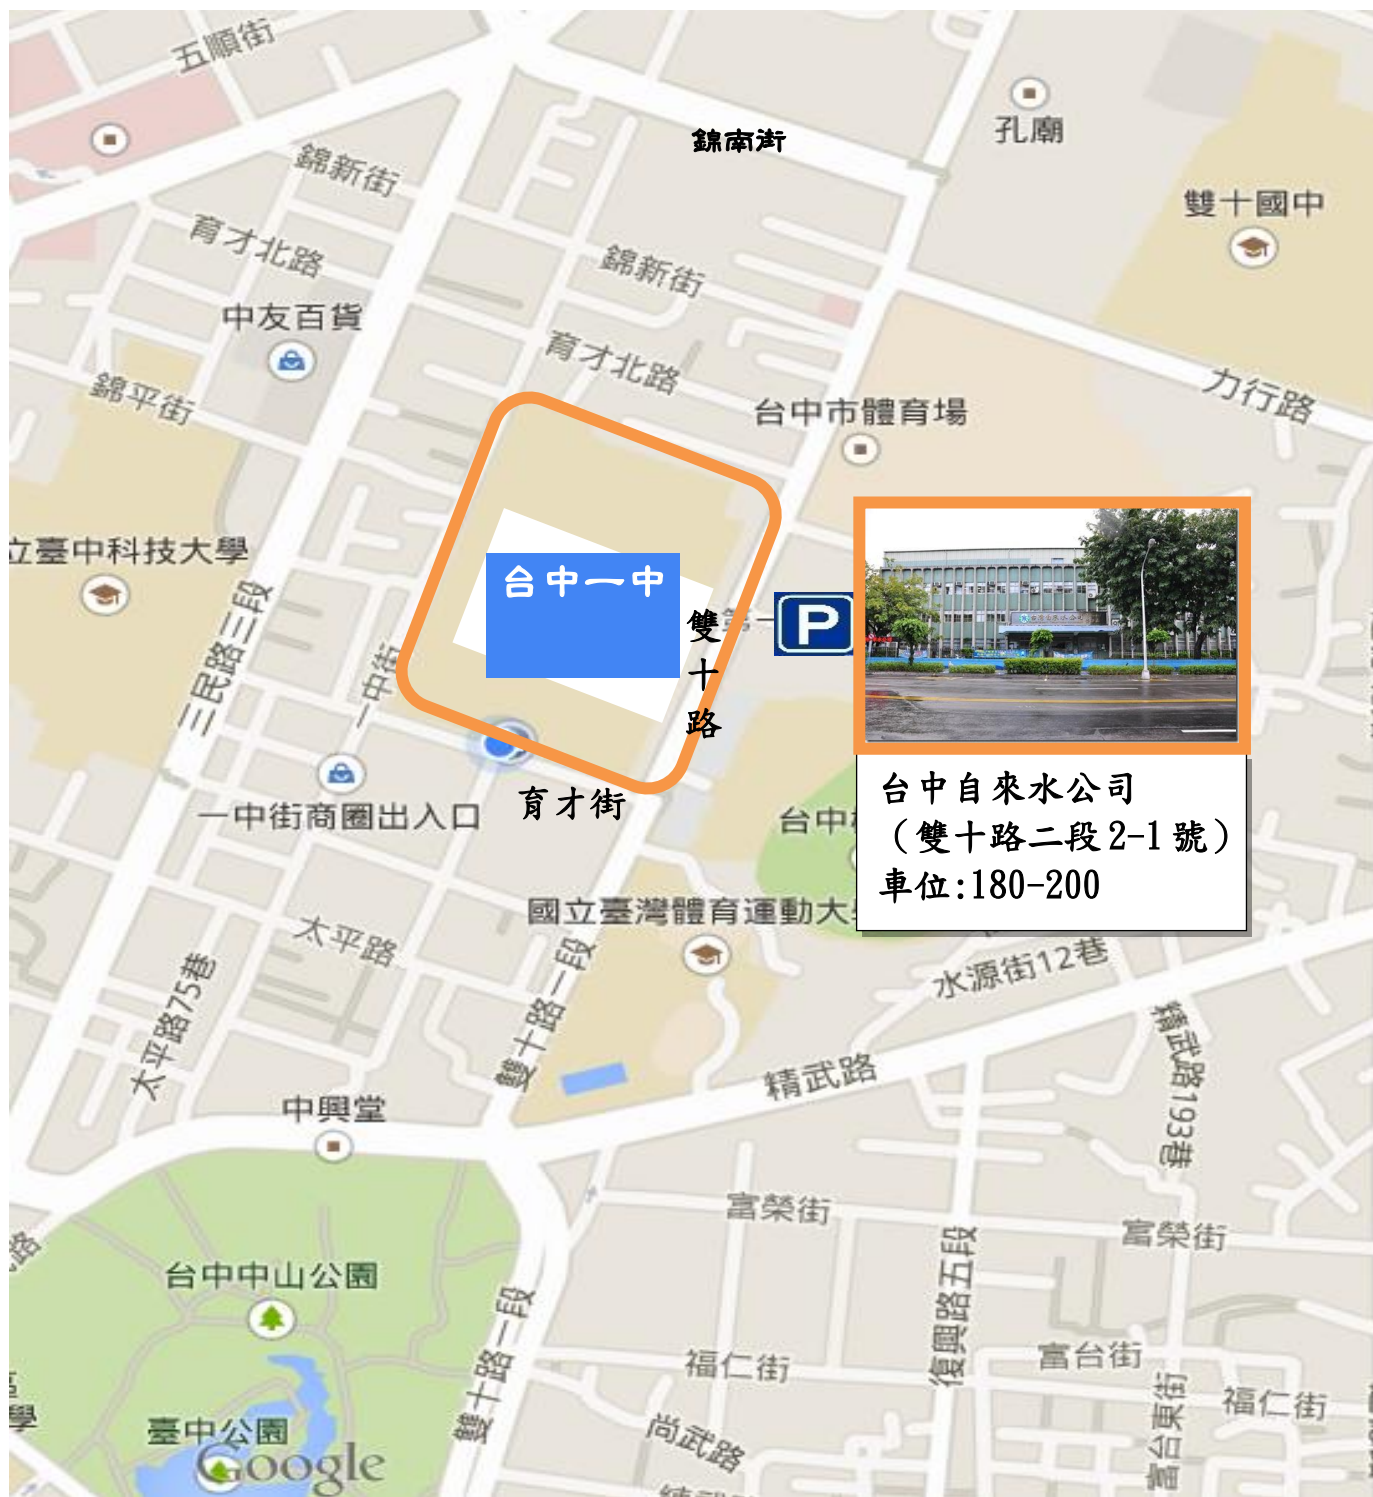 五順街
錦南街
孔廟
錦新街
雙十國中
育才北路
錦新街
中友百貨
育才北路
力行路
錦平街
台中市體育場
立臺中科技大學
台中一中
雙十路
三民路三段
一中街
台灣自來水公司
P
台中自來水公司
（雙十路二段 2-1 號）
車位:180-200
一中街商圈出入口
育才街
台中
國立臺灣體育運動大
太平路
水源街12巷
太平路75巷
雙十路一段
精武路
精武路193巷
中興堂
富榮街
富榮街
台中中山公園
復興路五段
雙十路一段
福仁街
富台街
福仁街
富台東街
尚武路
臺中公園
Google
路
學